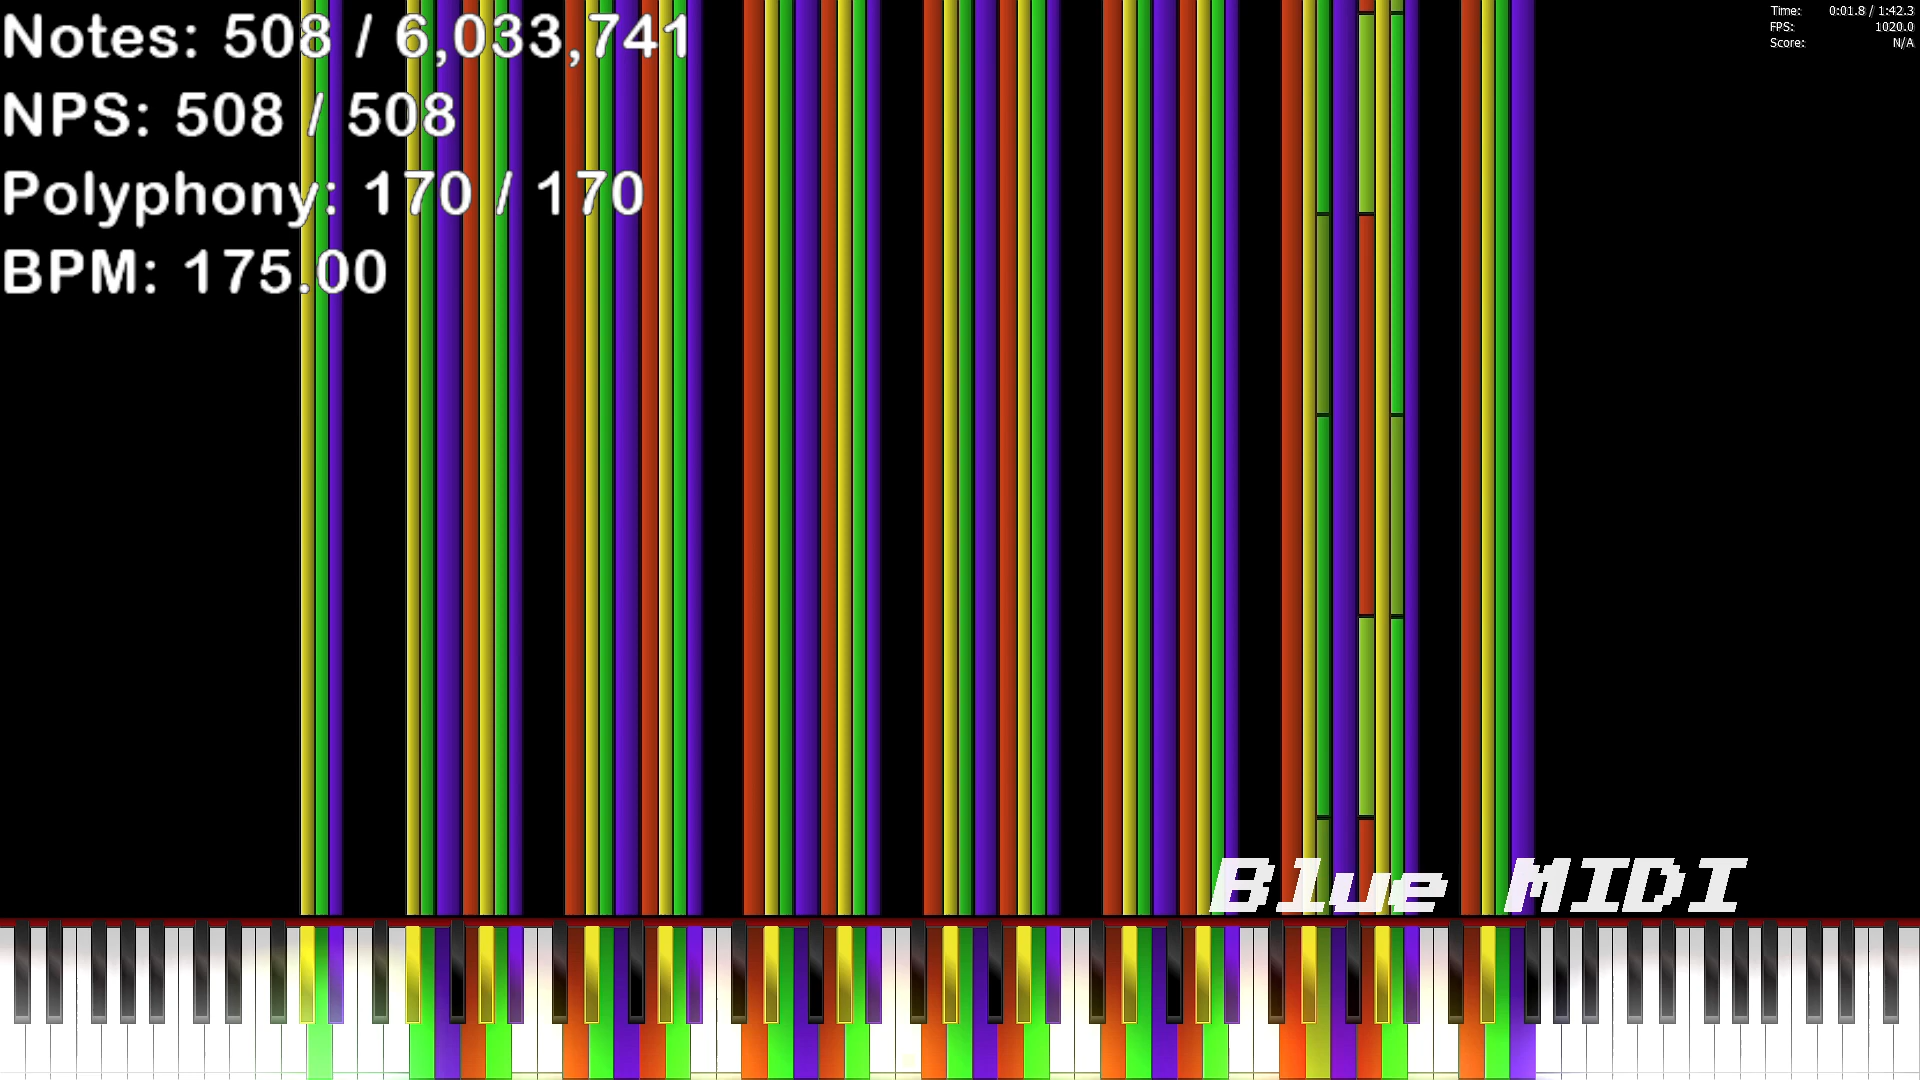 Notes: 508 / 6,033,741
NPS: 508 / 508
Polyphony: 170 / 170
BPM: 175.00
Time: 0:01.8 / 1:42.3
FPS: 1020.0
Score: N/A
Blue MIDI